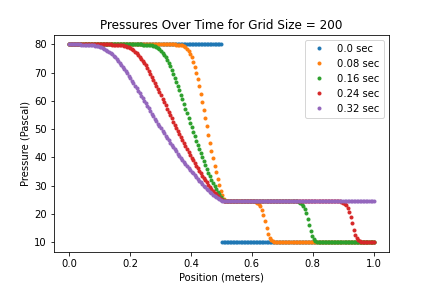 Pressures Over Time for Grid Size = 200
80
70
60
50
40
30
20
10
Pressure (Pascal)
0.0 sec
0.08 sec
0.16 sec
0.24 sec
0.32 sec
0.0 0.2 0.4 0.6 0.8 1.0
Position (meters)